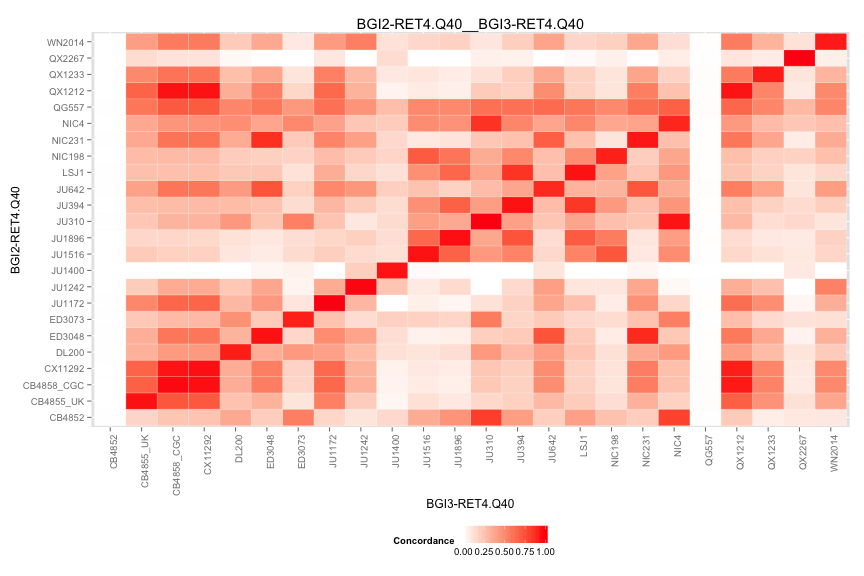 BGI2-RET4.Q40__BGI3-RET4.Q40
WN2014
QX2267
QX1233
QX1212
QG557
NIC4
NIC231
NIC198
LSJ1
JU642
JU394
JU310
JU1896
JU1516
JU1400
JU1242
JU1172
ED3073
ED3048
DL200
CX11292
CB4858_CGC
CB4855_UK
CB4852
BGI2-RET4.Q40
CB4852
CB4855_UK
CB4858_CGC
CX11292
DL200
ED3048
ED3073
JU1172
JU1242
JU1400
JU1516
JU1896
JU310
JU394
JU642
LSJ1
NIC198
NIC231
NIC4
QG557
QX1212
QX1233
QX2267
WN2014
BGI3-RET4.Q40
Concordance
0.00 0.25 0.50 0.75 1.00